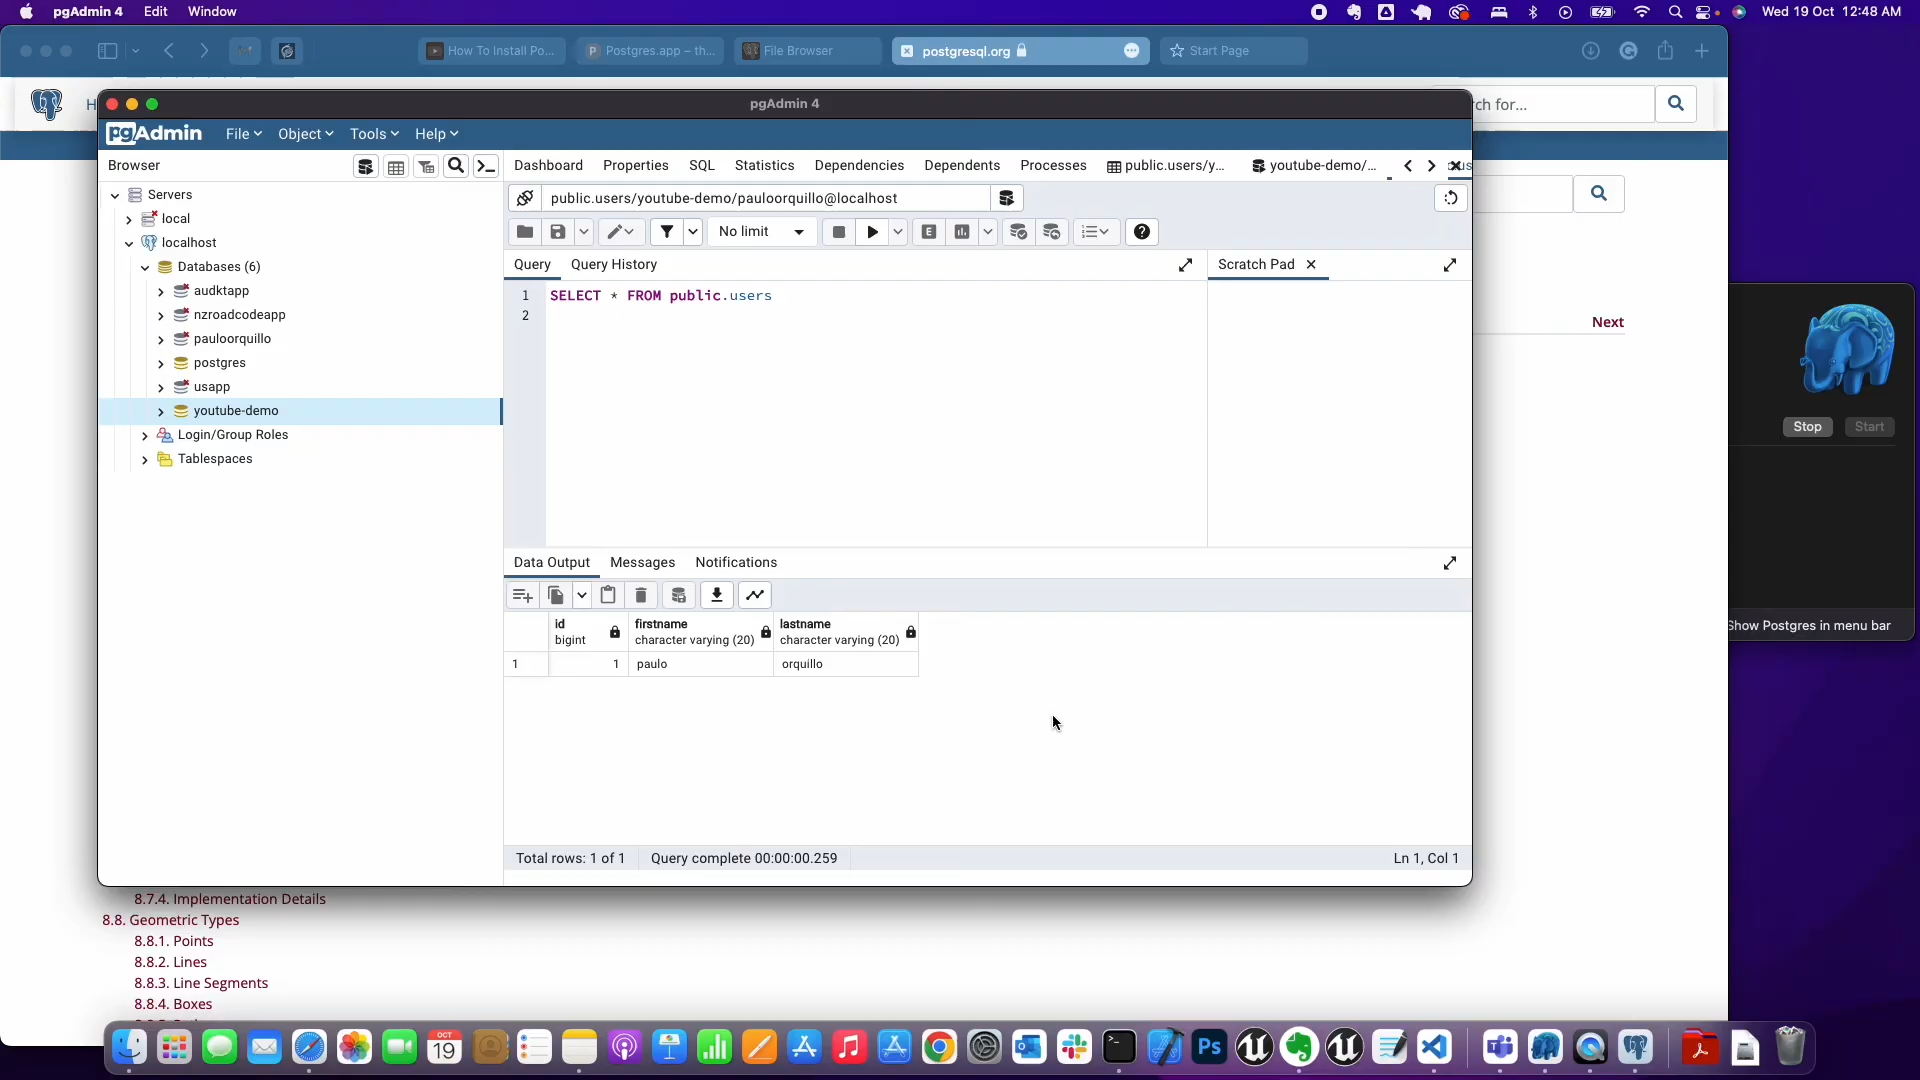 pgAdmin 4 Edit Window Wed 19 Oct 12:48 AM
How To Install Po... Postgres.app – th... File Browser postgresql.org Start Page
pgAdmin 4
H
rch for...
pgAdmin File Object Tools Help
Browser
Dashboard Properties SQL Statistics Dependencies Dependents Processes public.users/y... youtube-demo/...
Servers
local
localhost
Databases (6)
audktapp
nzroadcodeapp
pauloorquillo
postgres
usapp
youtube-demo
Login/Group Roles
Tablespaces
public.users/youtube-demo/pauloorquillo@localhost
No limit
E
Query Query History
Scratch Pad
1 SELECT * FROM public.users
2
Next
Stop Start
Show Postgres in menu bar
Data Output Messages Notifications
id
bigint
firstname
character varying (20)
lastname
character varying (20)
1 1 paulo orquillo
Total rows: 1 of 1 Query complete 00:00:00.259 Ln 1, Col 1
8.7.4. Implementation Details
8.8. Geometric Types
8.8.1. Points
8.8.2. Lines
8.8.3. Line Segments
8.8.4. Boxes
OCT
19
Ps